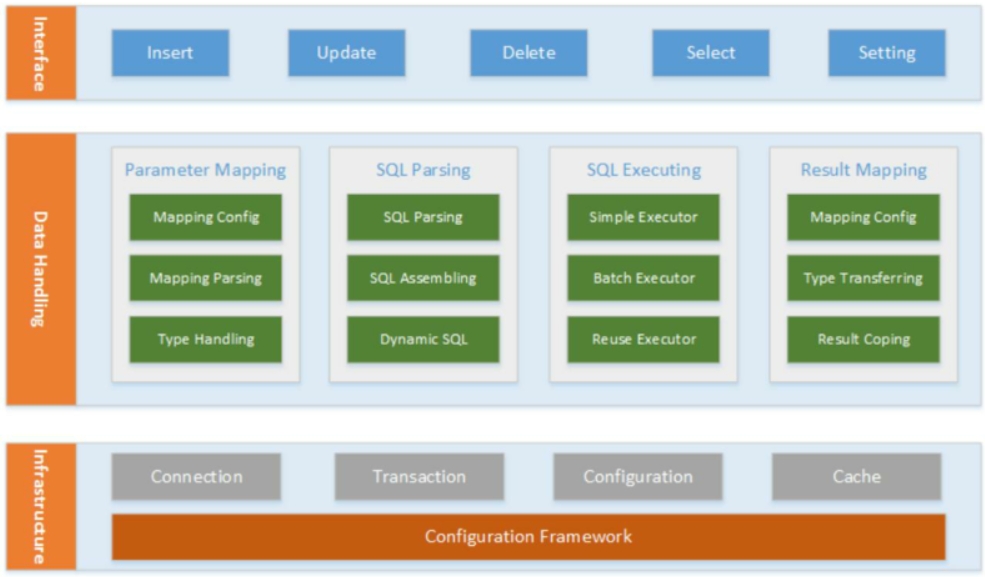 Interface
Insert
Update
Delete
Select
Setting
Data Handling
Parameter Mapping
Mapping Config
Mapping Parsing
Type Handling
SQL Parsing
SQL Parsing
SQL Assembling
Dynamic SQL
SQL Executing
Simple Executor
Batch Executor
Reuse Executor
Result Mapping
Mapping Config
Type Transferring
Result Coping
Infrastructure
Connection
Transaction
Configuration
Cache
Configuration Framework